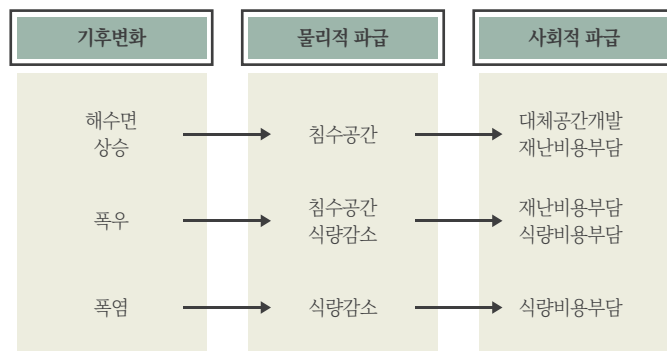 기후변화
물리적 파급
사회적 파급
해수면
상승
침수공간
대체공간개발
재난비용부담
폭우
침수공간
식량감소
재난비용부담
식량비용부담
폭염
식량감소
식량비용부담